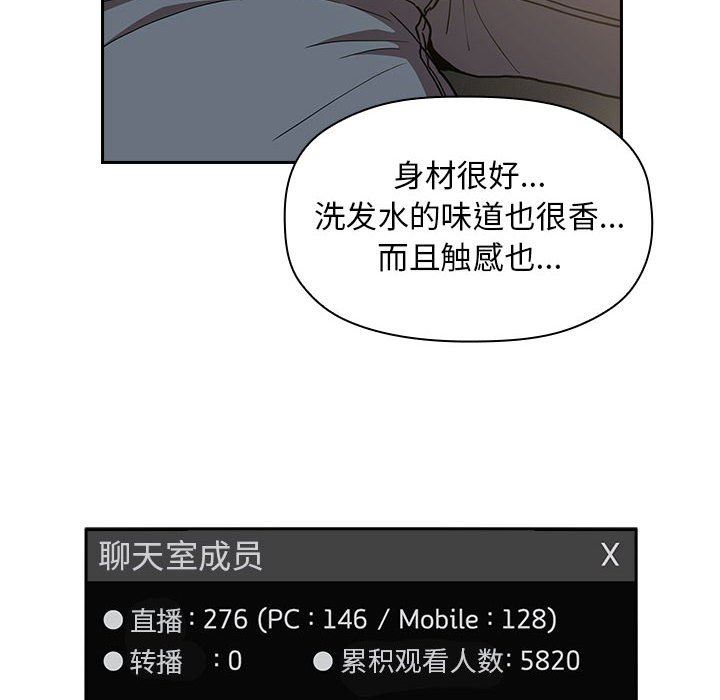 身材很好...
洗发水的味道也很香...
而且触感也...
聊天室成员 X
● 直播 : 276 (PC : 146 / Mobile : 128)
● 转播 : 0 ● 累积观看人数: 5820